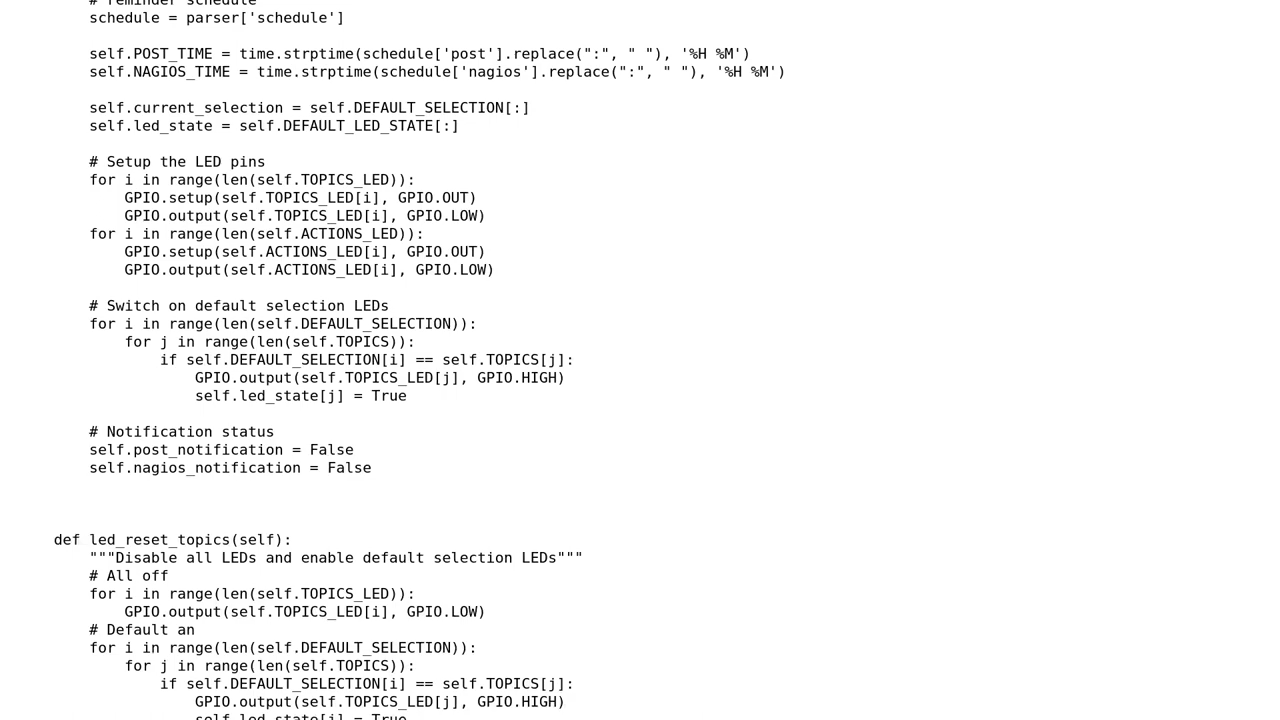 # reminder schedule
schedule = parser['schedule']
self.POST_TIME = time.strptime(schedule['post'].replace(":", " "), '%H %M')
self.NAGIOS_TIME = time.strptime(schedule['nagios'].replace(":", " "), '%H %M')
self.current_selection = self.DEFAULT_SELECTION[:]
self.led_state = self.DEFAULT_LED_STATE[:]
# Setup the LED pins
for i in range(len(self.TOPICS_LED)):
GPIO.setup(self.TOPICS_LED[i], GPIO.OUT)
GPIO.output(self.TOPICS_LED[i], GPIO.LOW)
for i in range(len(self.ACTIONS_LED)):
GPIO.setup(self.ACTIONS_LED[i], GPIO.OUT)
GPIO.output(self.ACTIONS_LED[i], GPIO.LOW)
# Switch on default selection LEDs
for i in range(len(self.DEFAULT_SELECTION)):
for j in range(len(self.TOPICS)):
if self.DEFAULT_SELECTION[i] == self.TOPICS[j]:
GPIO.output(self.TOPICS_LED[j], GPIO.HIGH)
self.led_state[j] = True
# Notification status
self.post_notification = False
self.nagios_notification = False
def led_reset_topics(self):
"""Disable all LEDs and enable default selection LEDs"""
# All off
for i in range(len(self.TOPICS_LED)):
GPIO.output(self.TOPICS_LED[i], GPIO.LOW)
# Default an
for i in range(len(self.DEFAULT_SELECTION)):
for j in range(len(self.TOPICS)):
if self.DEFAULT_SELECTION[i] == self.TOPICS[j]:
GPIO.output(self.TOPICS_LED[j], GPIO.HIGH)
self.led_state[j] = True